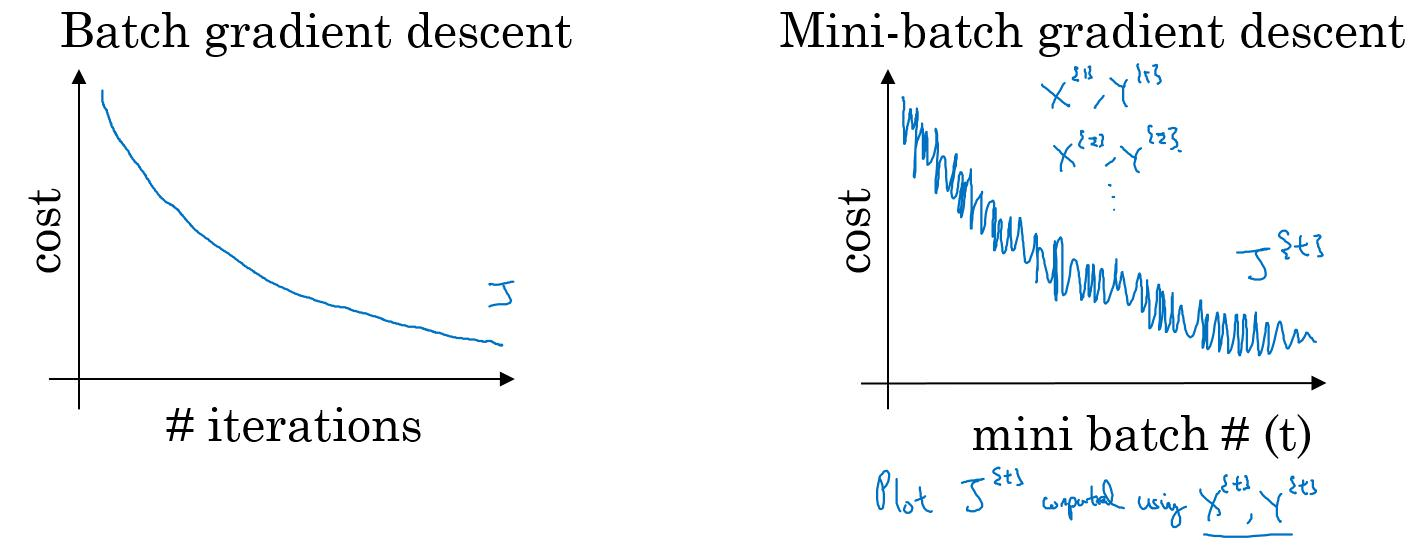 Batch gradient descent
cost
J
# iterations
Mini-batch gradient descent
X^{1}, Y^{1}
X^{2}, Y^{2}
⋮
cost
J^{t}
mini batch # (t)
Plot J^{t} computed using X^{t}, Y^{t}